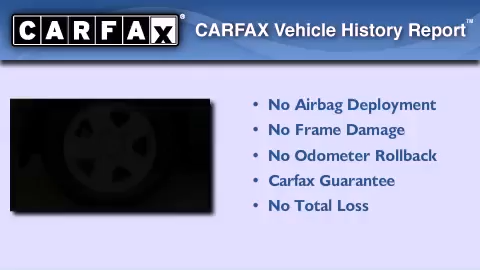 CARFAX® CARFAX Vehicle History Report™
• No Airbag Deployment
• No Frame Damage
• No Odometer Rollback
• Carfax Guarantee
• No Total Loss